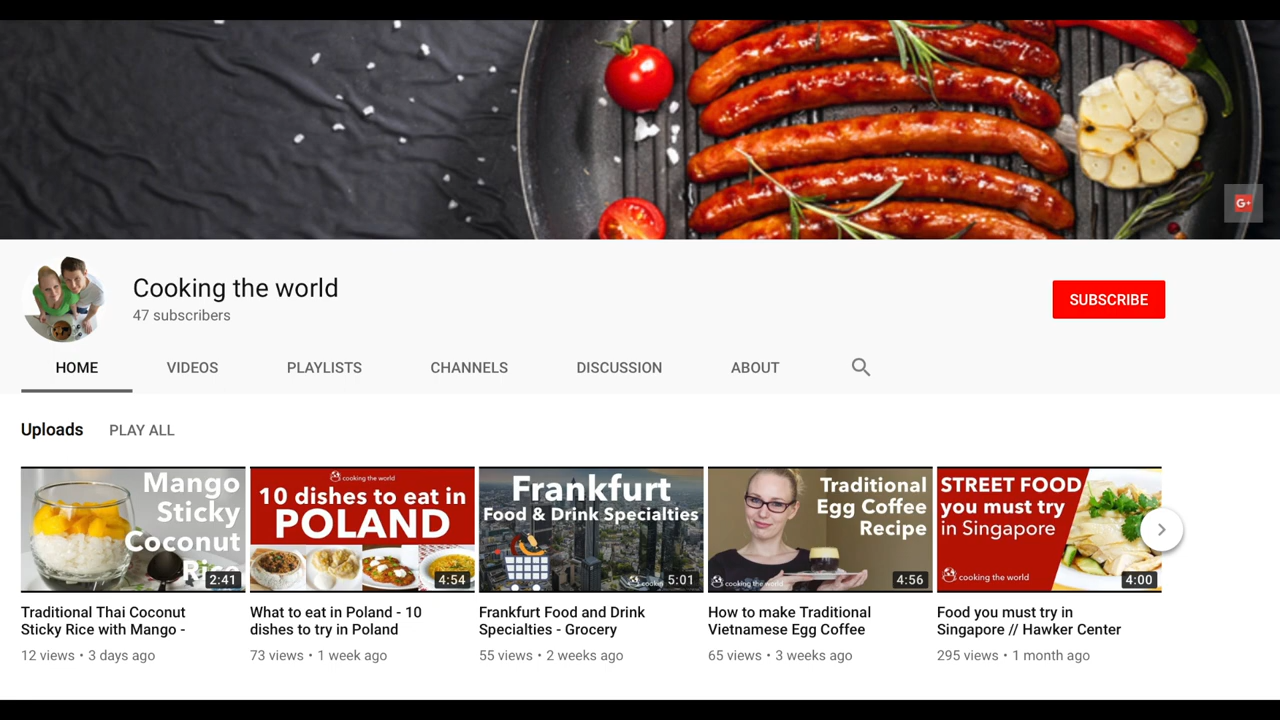 G+
Cooking the world
47 subscribers
SUBSCRIBE
HOME VIDEOS PLAYLISTS CHANNELS DISCUSSION ABOUT
Uploads PLAY ALL
Mango
Sticky
Coconut
Rice
2:41
cooking the world
10 dishes to eat in
POLAND
4:54
Frankfurt
Food & Drink Specialties
5:01
Traditional
Egg Coffee
Recipe
cooking the world
4:56
STREET FOOD
you must try
in Singapore
cooking the world
4:00
Traditional Thai Coconut
Sticky Rice with Mango -
12 views • 3 days ago
What to eat in Poland - 10
dishes to try in Poland
73 views • 1 week ago
Frankfurt Food and Drink
Specialties - Grocery
55 views • 2 weeks ago
How to make Traditional
Vietnamese Egg Coffee
65 views • 3 weeks ago
Food you must try in
Singapore // Hawker Center
295 views • 1 month ago